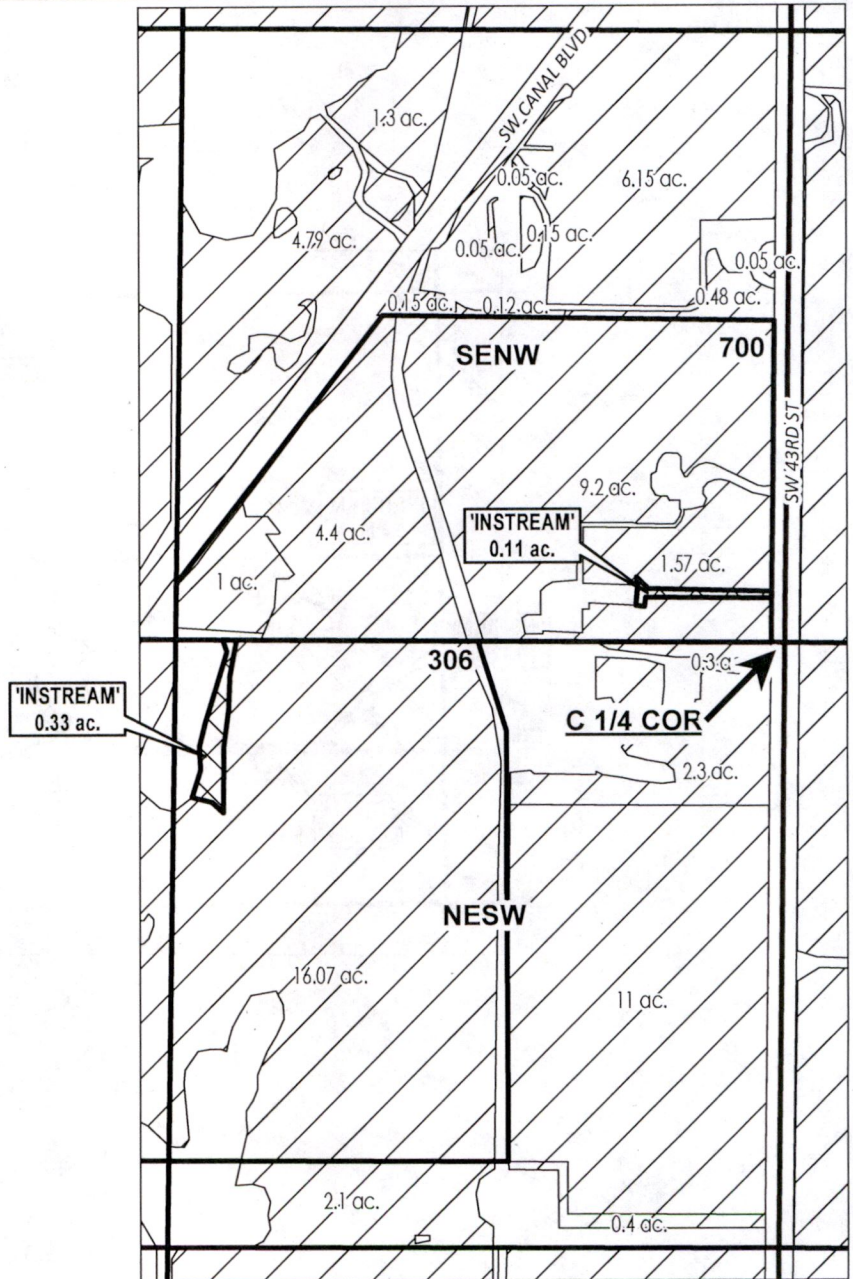 SW CANAL BLVD
1.3 ac.
0.05 ac.
6.15 ac.
4.79 ac.
0.05 ac.
0.15 ac.
0.05 ac.
0.15 ac.
0.12 ac.
0.48 ac.
SENW
700
SW 43RD ST
9.2 ac.
'INSTREAM'
0.11 ac.
4.4 ac.
1.57 ac.
1 ac.
306
0.3 a
'INSTREAM'
0.33 ac.
C 1/4 COR
2.3 ac.
NESW
16.07 ac.
11 ac.
2.1 ac.
0.4 ac.